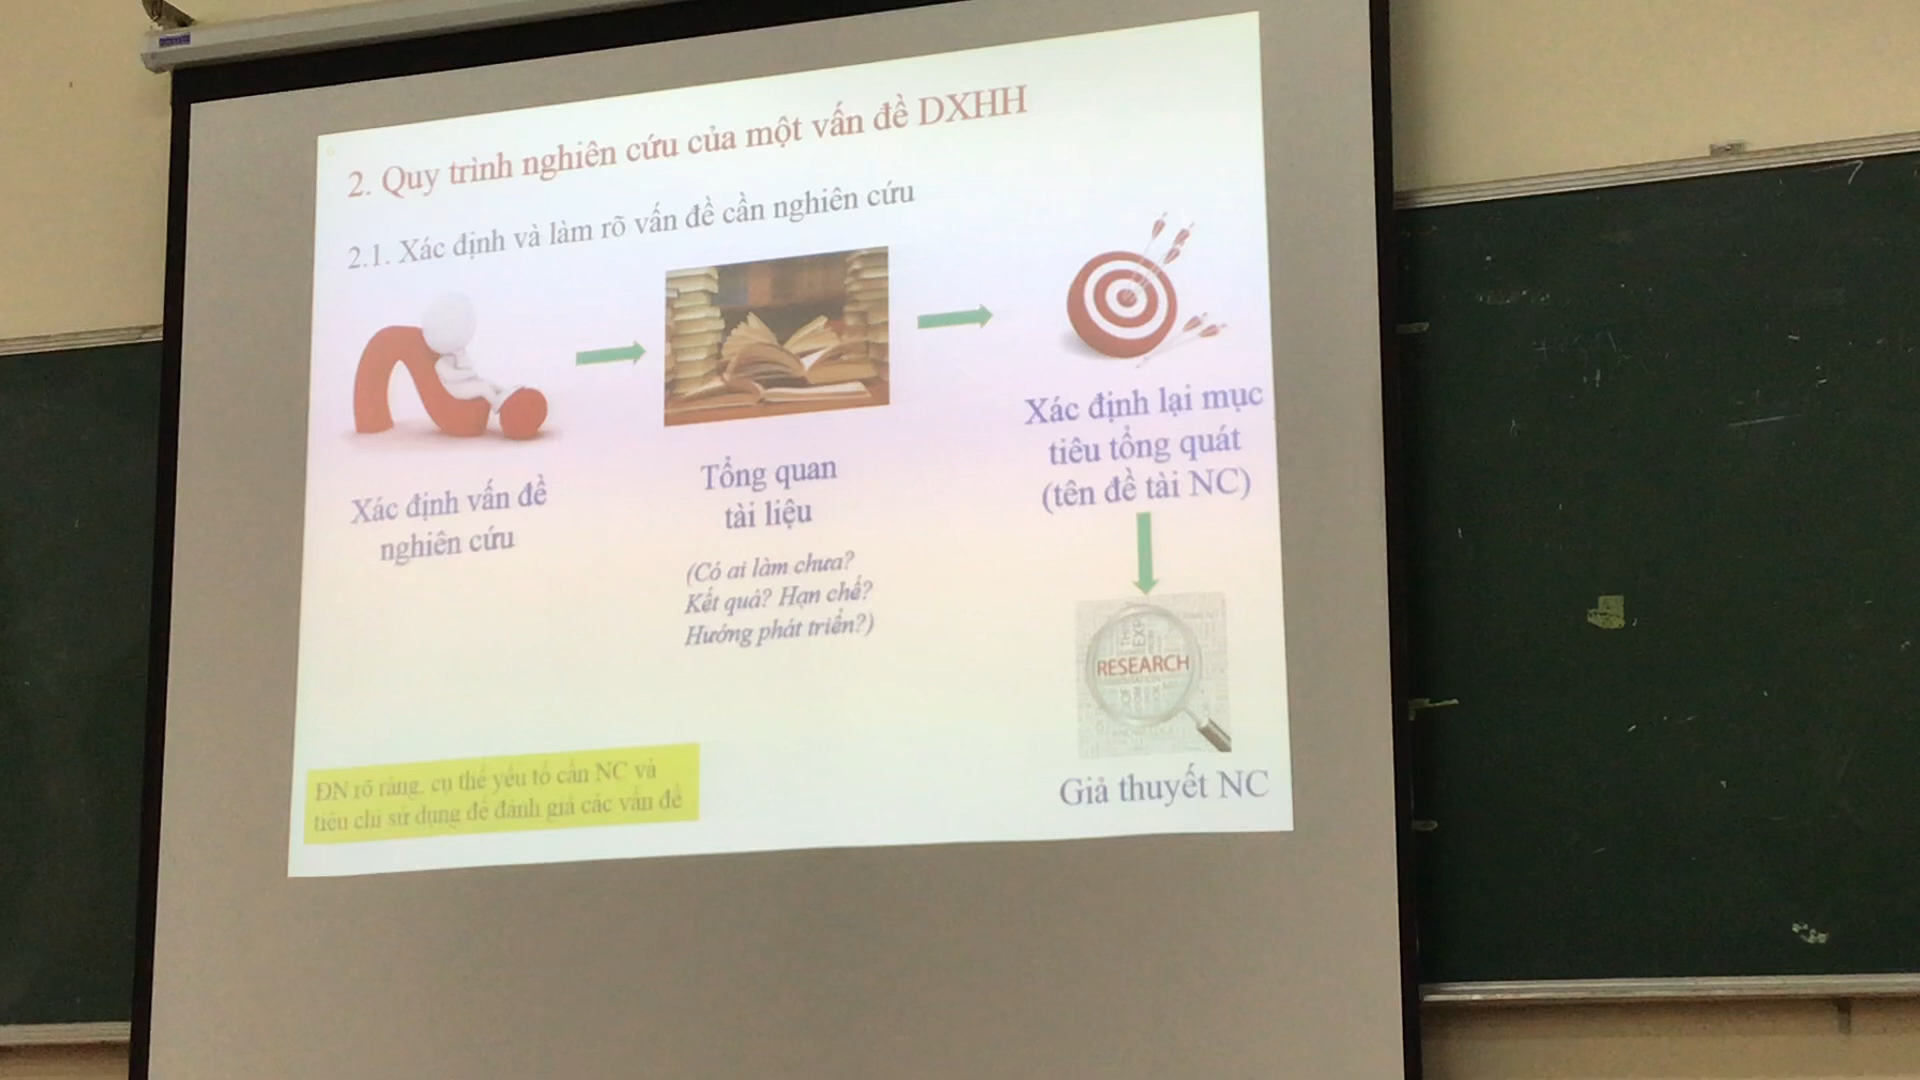 2. Quy trình nghiên cứu của một vấn đề DXHH
2.1. Xác định và làm rõ vấn đề cần nghiên cứu
Xác định vấn đề
nghiên cứu
Tổng quan
tài liệu
(Có ai làm chưa?
Kết quả? Hạn chế?
Hướng phát triển?)
Xác định lại mục
tiêu tổng quát
(tên đề tài NC)
RESEARCH
Giả thuyết NC
ĐN rõ ràng, cụ thể yếu tố cần NC và
tiêu chí sử dụng để đánh giá các vấn đề